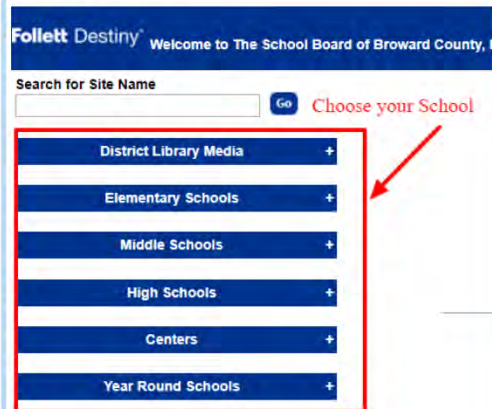 Follett Destiny® Welcome to The School Board of Broward County,
Search for Site Name
Go Choose your School
District Library Media +
Elementary Schools +
Middle Schools +
High Schools +
Centers +
Year Round Schools +